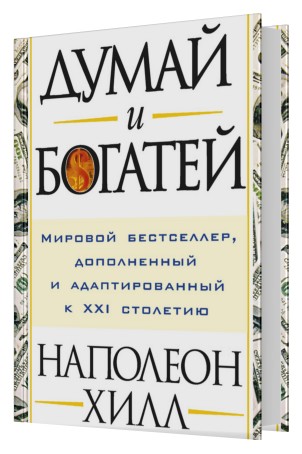 ДУМАЙ
и
БОГАТЕЙ
МИРОВОЙ БЕСТСЕЛЛЕР,
ДОПОЛНЕННЫЙ
И АДАПТИРОВАННЫЙ
К XXI СТОЛЕТИЮ
НАПОЛЕОН
ХИЛЛ